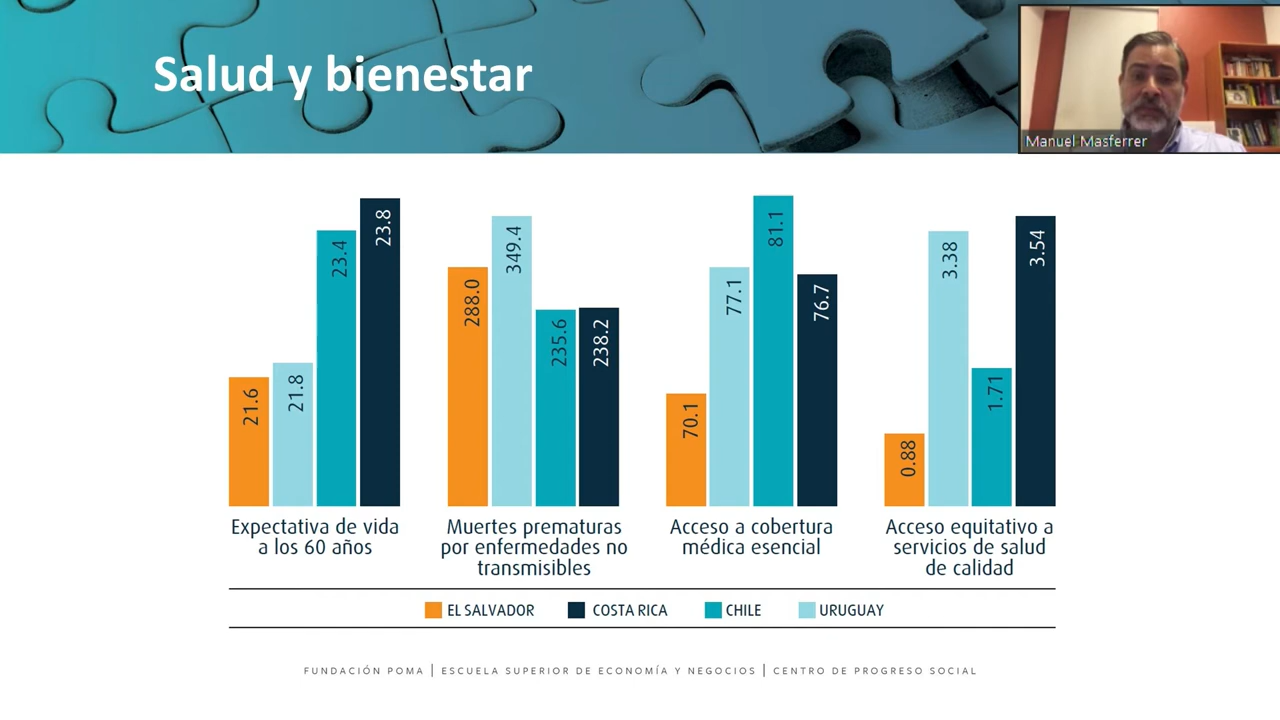 Salud y bienestar
Manuel Masferrer
21.6
21.8
23.4
23.8
288.0
349.4
235.6
238.2
70.1
77.1
81.1
76.7
0.88
3.38
1.71
3.54
Expectativa de vida
a los 60 años
Muertes prematuras
por enfermedades no
transmisibles
Acceso a cobertura
médica esencial
Acceso equitativo a
servicios de salud
de calidad
EL SALVADOR
COSTA RICA
CHILE
URUGUAY
FUNDACIÓN POMA | ESCUELA SUPERIOR DE ECONOMÍA Y NEGOCIOS | CENTRO DE PROGRESO SOCIAL